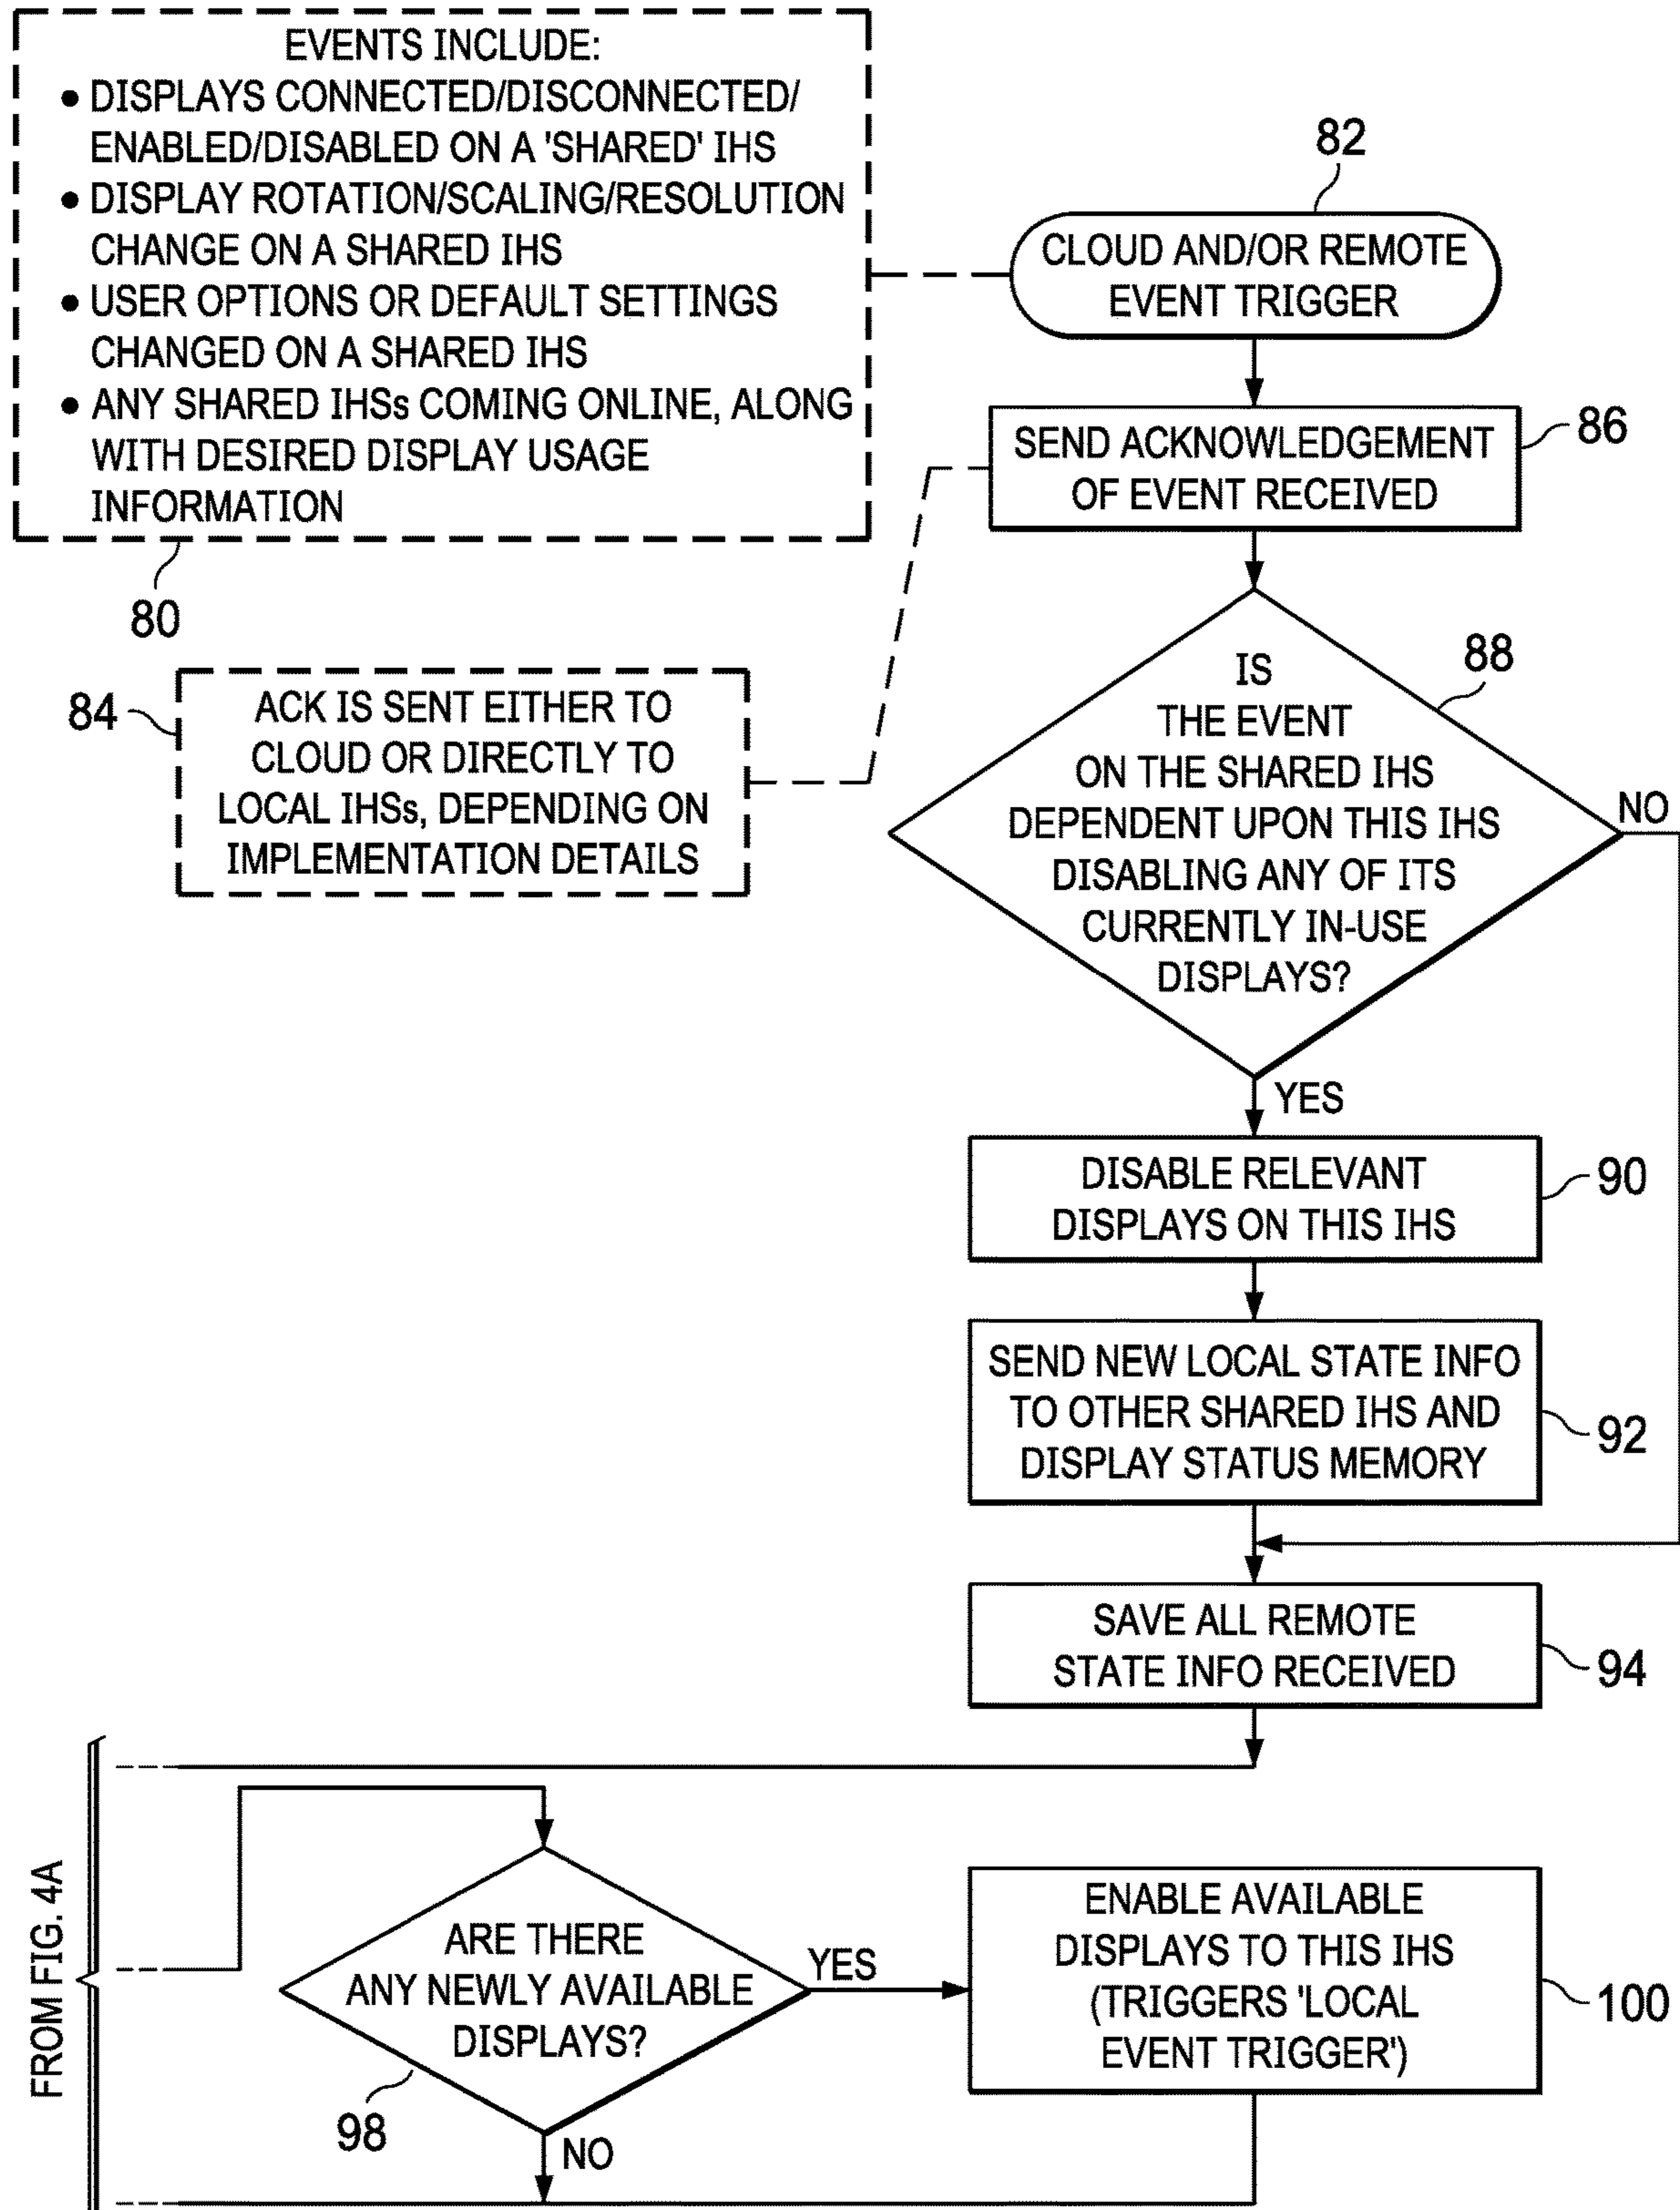 EVENTS INCLUDE:
• DISPLAYS CONNECTED/DISCONNECTED/
ENABLED/DISABLED ON A 'SHARED' IHS
• DISPLAY ROTATION/SCALING/RESOLUTION
CHANGE ON A SHARED IHS
• USER OPTIONS OR DEFAULT SETTINGS
CHANGED ON A SHARED IHS
• ANY SHARED IHSs COMING ONLINE, ALONG
WITH DESIRED DISPLAY USAGE
INFORMATION
80
82
CLOUD AND/OR REMOTE
EVENT TRIGGER
SEND ACKNOWLEDGEMENT
OF EVENT RECEIVED
86
84
ACK IS SENT EITHER TO
CLOUD OR DIRECTLY TO
LOCAL IHSs, DEPENDING ON
IMPLEMENTATION DETAILS
88
IS
THE EVENT
ON THE SHARED IHS
DEPENDENT UPON THIS IHS
DISABLING ANY OF ITS
CURRENTLY IN-USE
DISPLAYS?
NO
YES
DISABLE RELEVANT
DISPLAYS ON THIS IHS
90
SEND NEW LOCAL STATE INFO
TO OTHER SHARED IHS AND
DISPLAY STATUS MEMORY
92
SAVE ALL REMOTE
STATE INFO RECEIVED
94
FROM FIG. 4A
ARE THERE
ANY NEWLY AVAILABLE
DISPLAYS?
98
YES
NO
ENABLE AVAILABLE
DISPLAYS TO THIS IHS
(TRIGGERS 'LOCAL
EVENT TRIGGER')
100